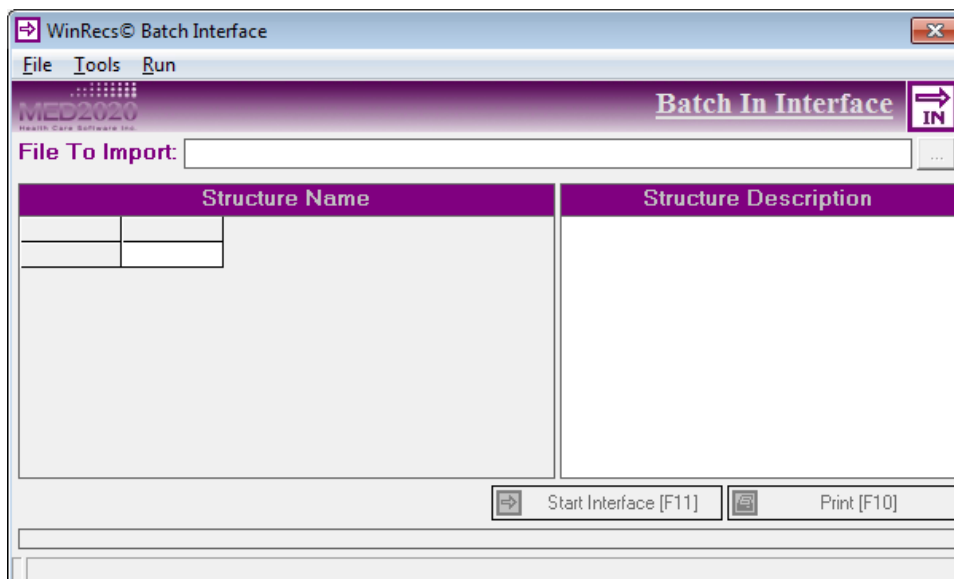 WinRecs© Batch Interface
File Tools Run
MED2020
Health Care Software Inc.
Batch In Interface
IN
File To Import:
...
Structure Name
Structure Description
Start Interface [F11]
Print [F10]